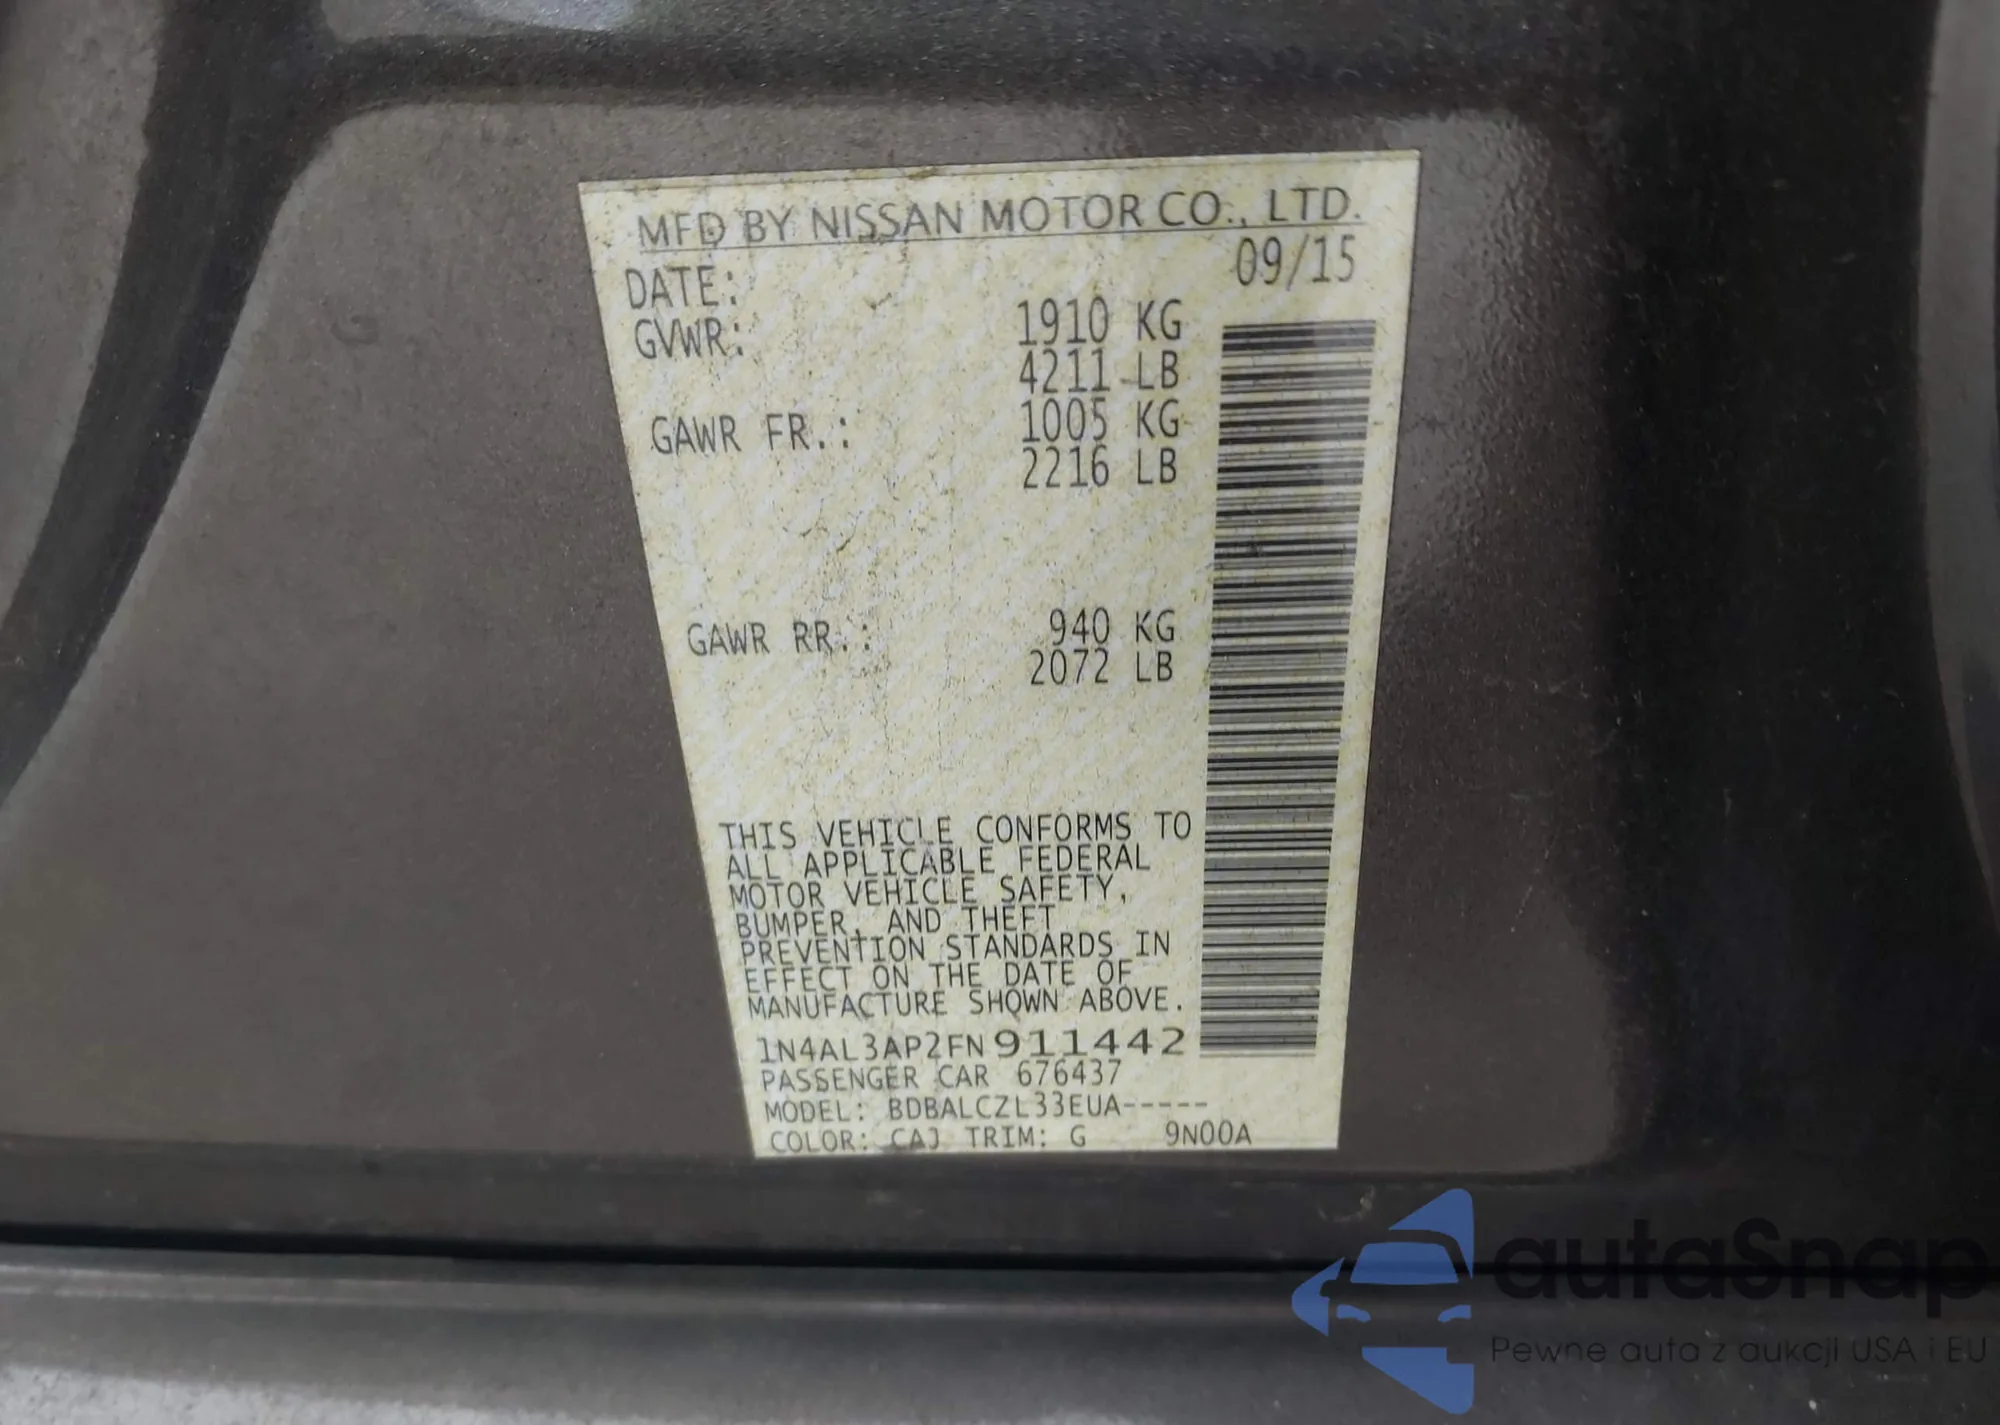 MFD BY NISSAN MOTOR CO., LTD.
DATE: 09/15
GVWR: 1910 KG
4211 LB
GAWR FR.: 1005 KG
2216 LB
GAWR RR.: 940 KG
2072 LB
THIS VEHICLE CONFORMS TO
ALL APPLICABLE FEDERAL
MOTOR VEHICLE SAFETY,
BUMPER, AND THEFT
PREVENTION STANDARDS IN
EFFECT ON THE DATE OF
MANUFACTURE SHOWN ABOVE.
1N4AL3AP2FN911442
PASSENGER CAR 676437
MODEL: BDBALCZL33EUA-----
COLOR: CAJ TRIM: G 9N00A
autaSnap
Pewne auta z aukcji USA i EU